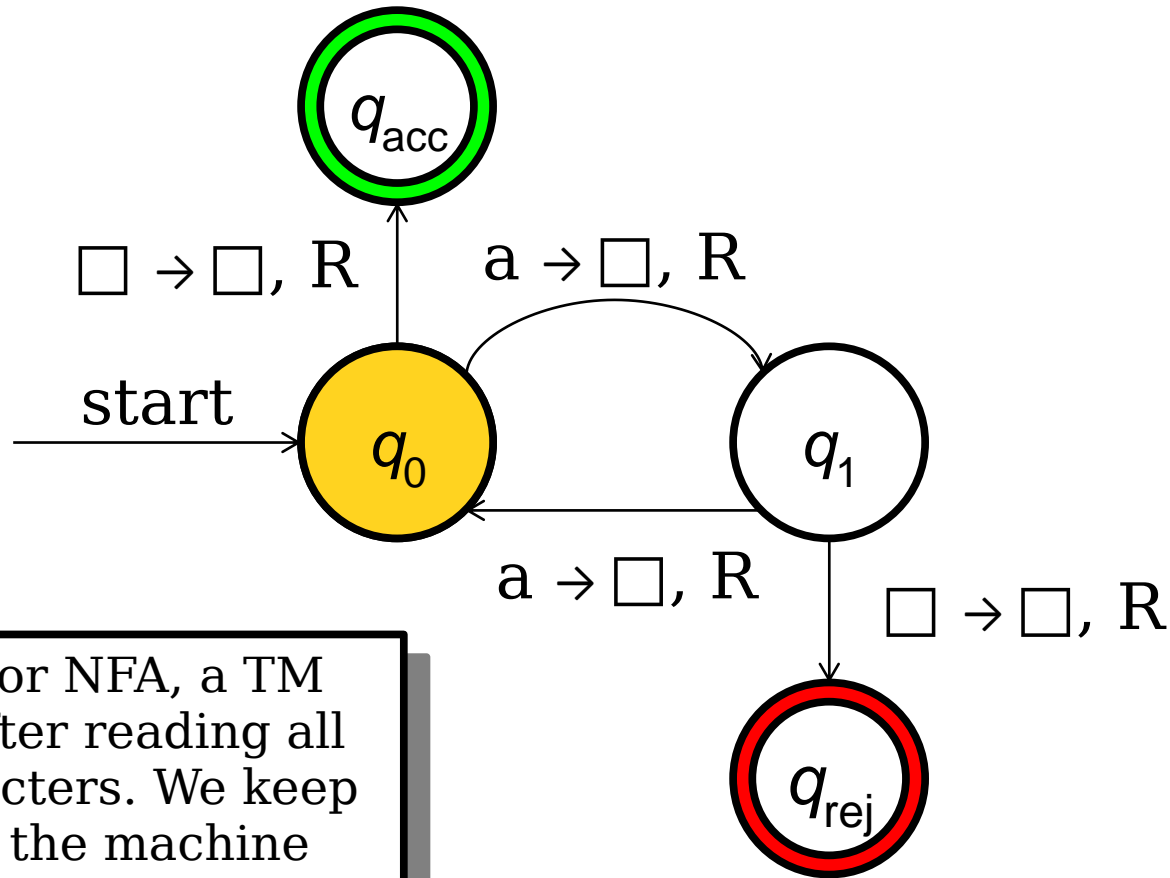 q_acc
□ → □, R
a → □, R
start
q_0
q_1
a → □, R
□ → □, R
or NFA, a TM
ter reading all
cters. We keep
the machine
q_rej